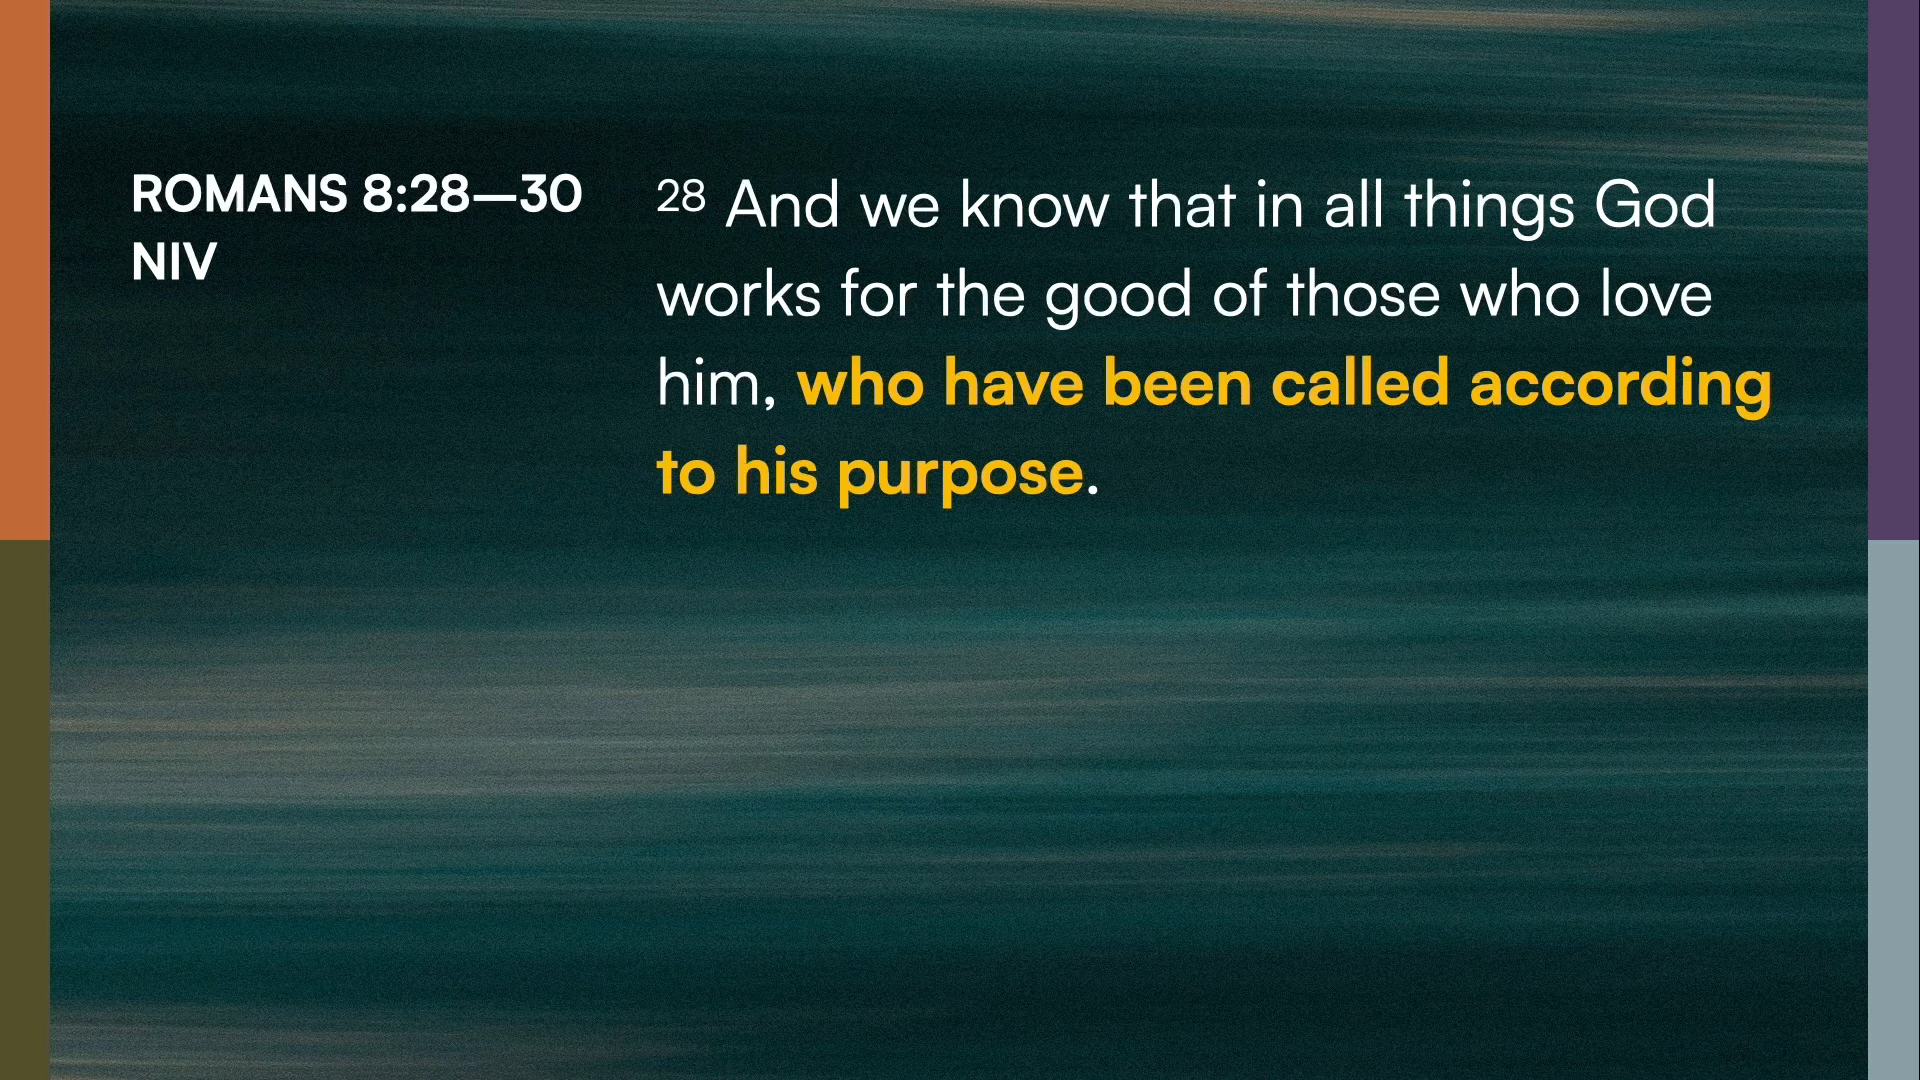 ROMANS 8:28—30
NIV
28 And we know that in all things God
works for the good of those who love
him, who have been called according
to his purpose.